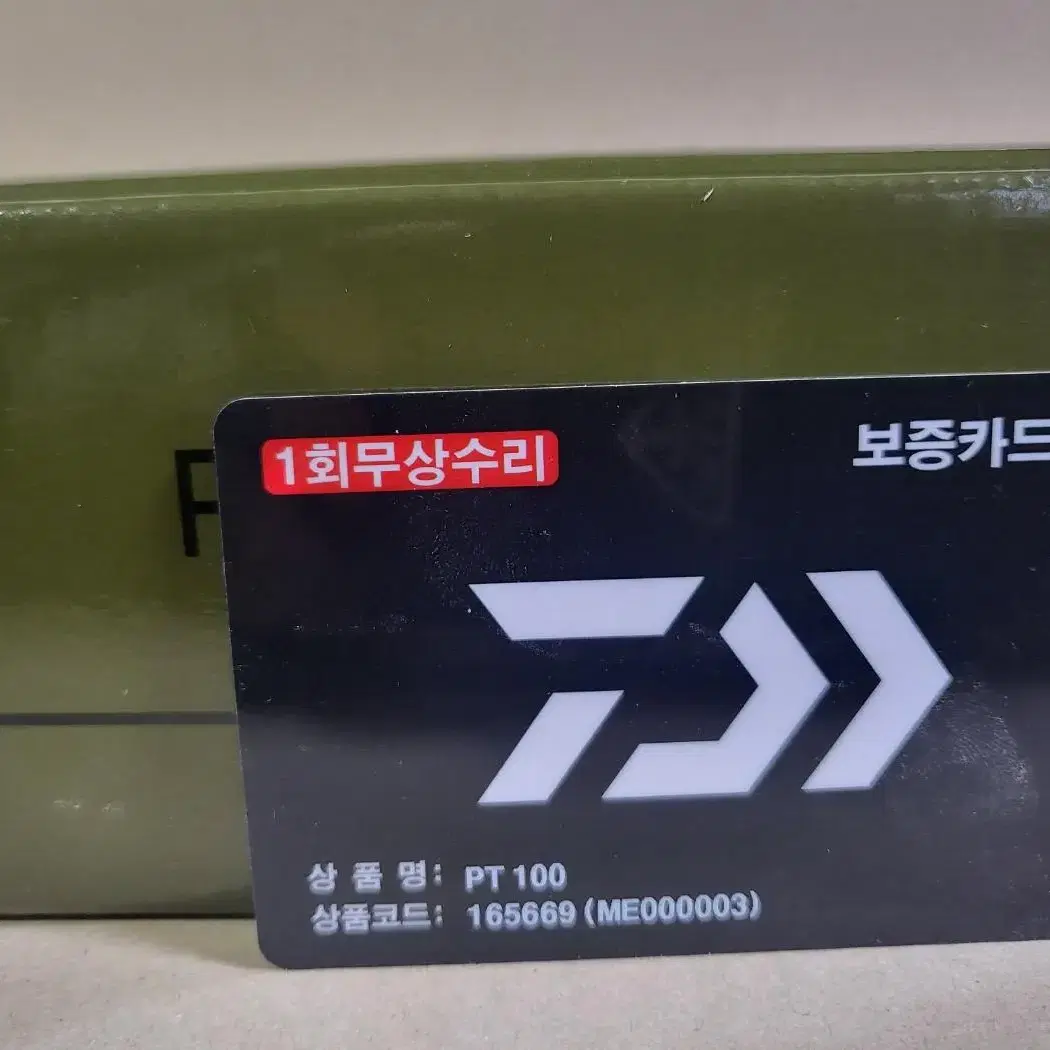 1회무상수리
보증카드
상 품 명: PT 100
상품코드: 165669 (ME000003)